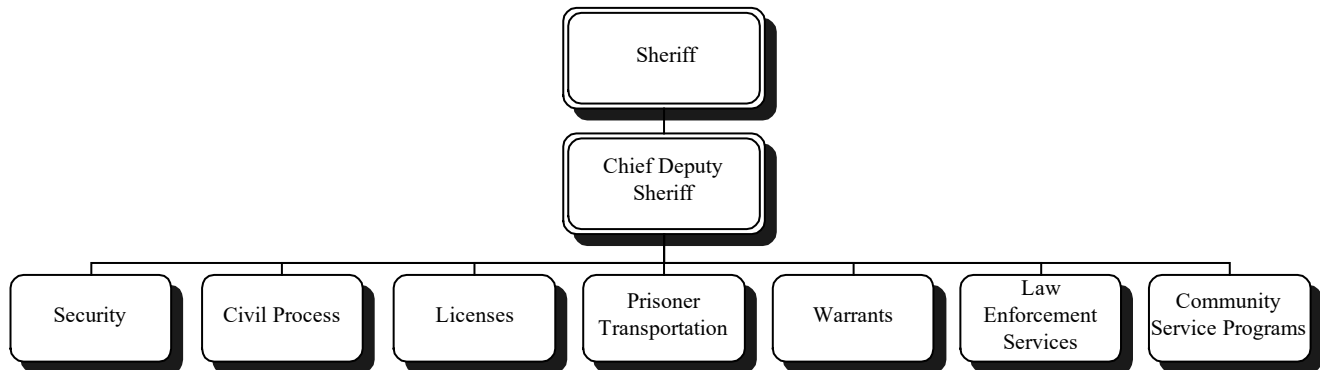 Sheriff
Chief Deputy
Sheriff
Security
Civil Process
Licenses
Prisoner
Transportation
Warrants
Law
Enforcement
Services
Community
Service Programs